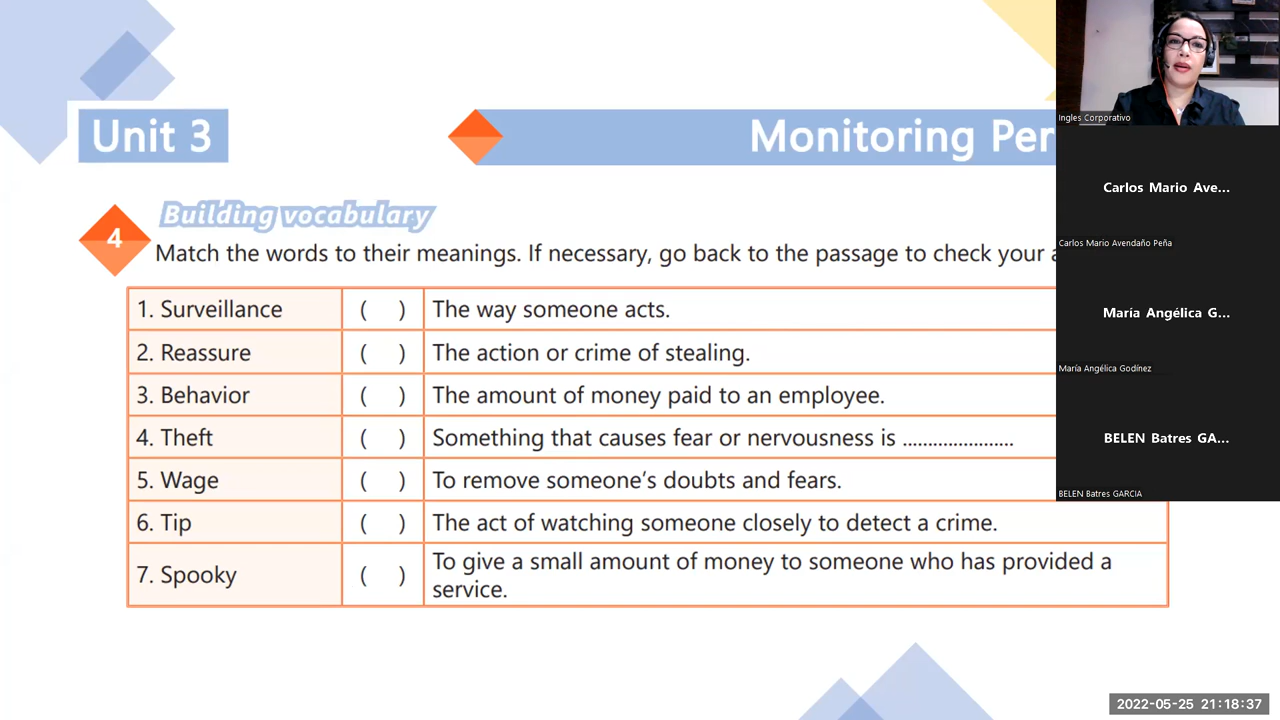 Unit 3
Monitoring Per
Building vocabulary
4
Match the words to their meanings. If necessary, go back to the passage to check your a
1. Surveillance ( ) The way someone acts.
2. Reassure ( ) The action or crime of stealing.
3. Behavior ( ) The amount of money paid to an employee.
4. Theft ( ) Something that causes fear or nervousness is ......................
5. Wage ( ) To remove someone's doubts and fears.
6. Tip ( ) The act of watching someone closely to detect a crime.
7. Spooky ( ) To give a small amount of money to someone who has provided a
service.
Ingles Corporativo
Carlos Mario Ave...
Carlos Mario Avendaño Peña
María Angélica G...
María Angélica Godínez
BELEN Batres GA...
BELEN Batres GARCIA
2022-05-25 21:18:37